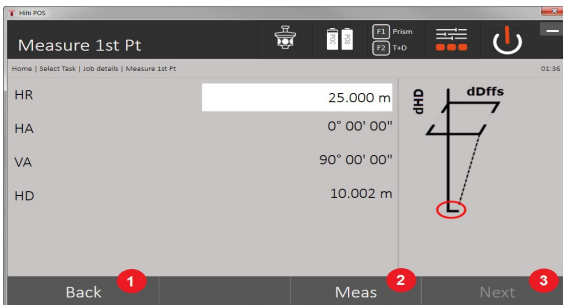 Hilti POS
Measure 1st Pt
POC
POS
F1 Prism
F2 T+D
Home | Select Task | Job details | Measure 1st Pt
01:36
HR 25.000 m
HA 0° 00' 00"
VA 90° 00' 00"
HD 10.002 m
dHD
dDffs
Back 1
Meas 2
Next 3